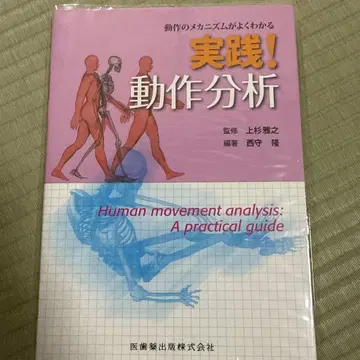 動作のメカニズムがよくわかる
実践!
動作分析
監修 上杉雅之
編著 西守 隆
Human movement analysis:
A practical guide
医歯薬出版株式会社